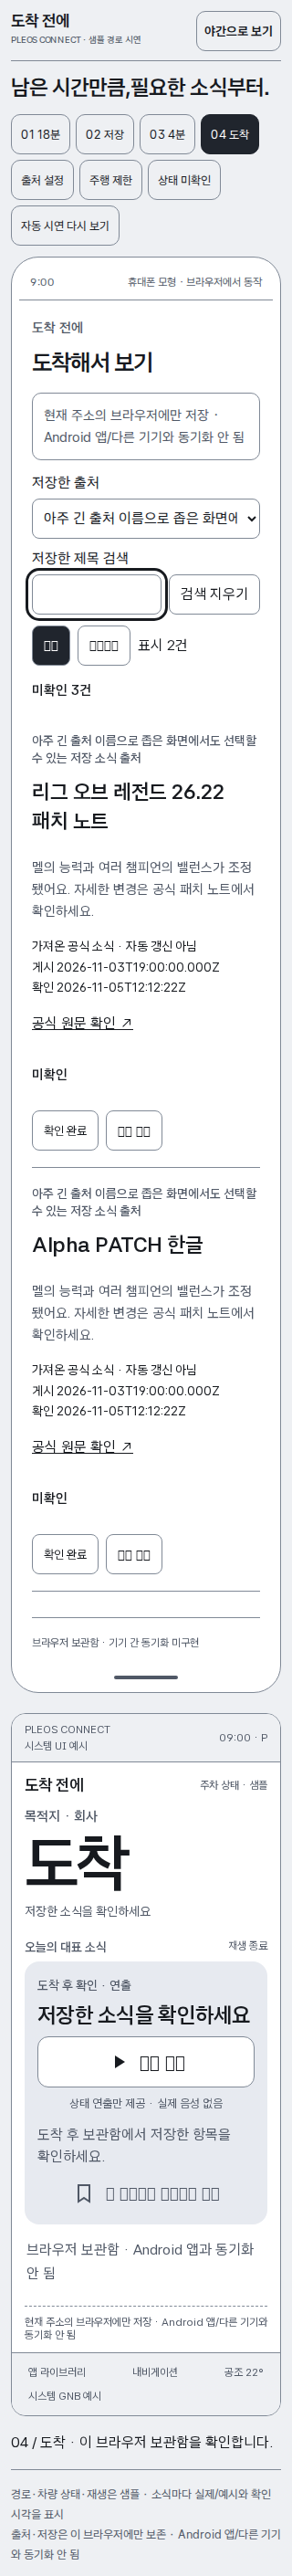 도착 전에
PLEOS CONNECT · 샘플 경로 시연
야간으로 보기
남은 시간만큼,필요한 소식부터.
01 18분
02 저장
03 4분
04 도착
출처 설정
주행 제한
상태 미확인
자동 시연 다시 보기
9:00
휴대폰 모형 · 브라우저에서 동작
도착 전에
도착해서 보기
현재 주소의 브라우저에만 저장 ·
Android 앱/다른 기기와 동기화 안 됨
저장한 출처
아주 긴 출처 이름으로 좁은 화면에
저장한 제목 검색
검색 지우기
표시 2건
미확인 3건
아주 긴 출처 이름으로 좁은 화면에서도 선택할
수 있는 저장 소식 출처
리그 오브 레전드 26.22
패치 노트
멜의 능력과 여러 챔피언의 밸런스가 조정
됐어요. 자세한 변경은 공식 패치 노트에서
확인하세요.
가져온 공식 소식 · 자동 갱신 아님
게시 2026-11-03T19:00:00.000Z
확인 2026-11-05T12:12:22Z
공식 원문 확인 ↗
미확인
확인 완료
아주 긴 출처 이름으로 좁은 화면에서도 선택할
수 있는 저장 소식 출처
Alpha PATCH 한글
멜의 능력과 여러 챔피언의 밸런스가 조정
됐어요. 자세한 변경은 공식 패치 노트에서
확인하세요.
가져온 공식 소식 · 자동 갱신 아님
게시 2026-11-03T19:00:00.000Z
확인 2026-11-05T12:12:22Z
공식 원문 확인 ↗
미확인
확인 완료
브라우저 보관함 · 기기 간 동기화 미구현
PLEOS CONNECT
시스템 UI 예시
09:00 · P
도착 전에
주차 상태 · 샘플
목적지 · 회사
도착
저장한 소식을 확인하세요
오늘의 대표 소식
재생 종료
도착 후 확인 · 연출
저장한 소식을 확인하세요
상태 연출만 제공 · 실제 음성 없음
도착 후 보관함에서 저장한 항목을
확인하세요.
브라우저 보관함 · Android 앱과 동기화
안 됨
현재 주소의 브라우저에만 저장 · Android 앱/다른 기기와
동기화 안 됨
앱 라이브러리
내비게이션
공조 22°
시스템 GNB 예시
04 / 도착 · 이 브라우저 보관함을 확인합니다.
경로·차량 상태·재생은 샘플 · 소식마다 실제/예시와 확인
시각을 표시
출처·저장은 이 브라우저에만 보존 · Android 앱/다른 기기
와 동기화 안 됨